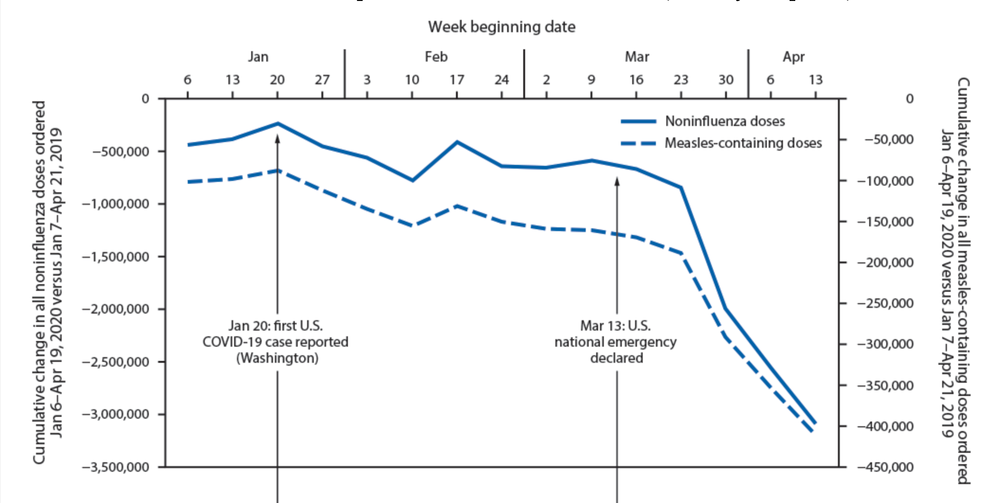 Week beginning date
Jan Feb Mar Apr
6 13 20 27 3 10 17 24 2 9 16 23 30 6 13
Cumulative change in all noninfluenza doses ordered
Jan 6–Apr 19, 2020 versus Jan 7–Apr 21, 2019
0
−500,000
−1,000,000
−1,500,000
−2,000,000
−2,500,000
−3,000,000
−3,500,000
Noninfluenza doses
Measles-containing doses
Jan 20: first U.S.
COVID-19 case reported
(Washington)
Mar 13: U.S.
national emergency
declared
0
−50,000
−100,000
−150,000
−200,000
−250,000
−300,000
−350,000
−400,000
−450,000
Cumulative change in all measles-containing doses ordered
Jan 6–Apr 19, 2020 versus Jan 7–Apr 21, 2019